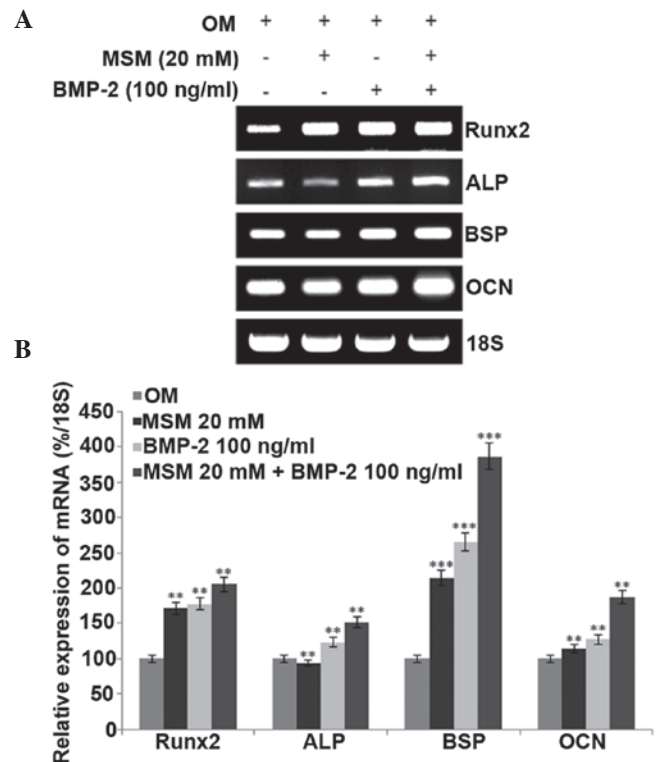 A
OM + + + +
MSM (20 mM) - + - +
BMP-2 (100 ng/ml) - - + +
Runx2
ALP
BSP
OCN
18S
B
Relative expression of mRNA (%/18S)
OM
MSM 20 mM
BMP-2 100 ng/ml
MSM 20 mM + BMP-2 100 ng/ml
450
400
350
300
250
200
150
100
50
0
** ** **
** ** **
*** *** ***
** ** **
Runx2 ALP BSP OCN